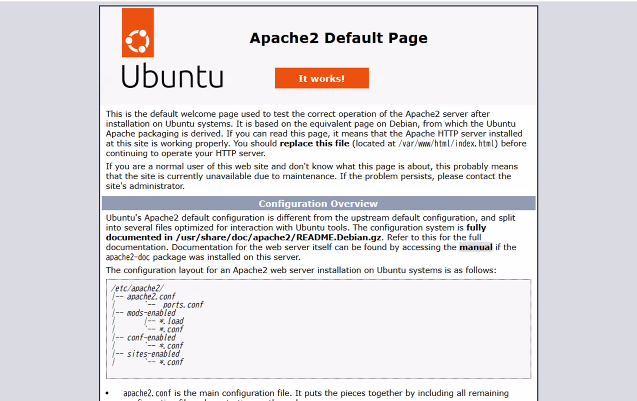 Apache2 Default Page
Ubuntu
It works!
This is the default welcome page used to test the correct operation of the Apache2 server after
installation on Ubuntu systems. It is based on the equivalent page on Debian, from which the Ubuntu
Apache packaging is derived. If you can read this page, it means that the Apache HTTP server installed
at this site is working properly. You should replace this file (located at /var/www/html/index.html) before
continuing to operate your HTTP server.
If you are a normal user of this web site and don't know what this page is about, this probably means
that the site is currently unavailable due to maintenance. If the problem persists, please contact the
site's administrator.
Configuration Overview
Ubuntu's Apache2 default configuration is different from the upstream default configuration, and split
into several files optimized for interaction with Ubuntu tools. The configuration system is fully
documented in /usr/share/doc/apache2/README.Debian.gz. Refer to this for the full
documentation. Documentation for the web server itself can be found by accessing the manual if the
apache2-doc package was installed on this server.
The configuration layout for an Apache2 web server installation on Ubuntu systems is as follows:
/etc/apache2/
|-- apache2.conf
|       `--  ports.conf
|-- mods-enabled
|       |-- *.load
|       `-- *.conf
|-- conf-enabled
|       `-- *.conf
|-- sites-enabled
|       `-- *.conf
• apache2.conf is the main configuration file. It puts the pieces together by including all remaining